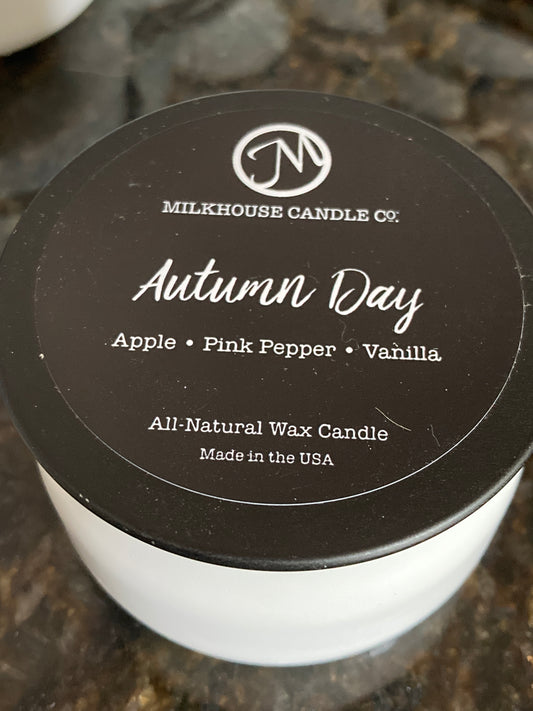 M
MILKHOUSE CANDLE Co.
Autumn Day
Apple • Pink Pepper • Vanilla
All-Natural Wax Candle
Made in the USA